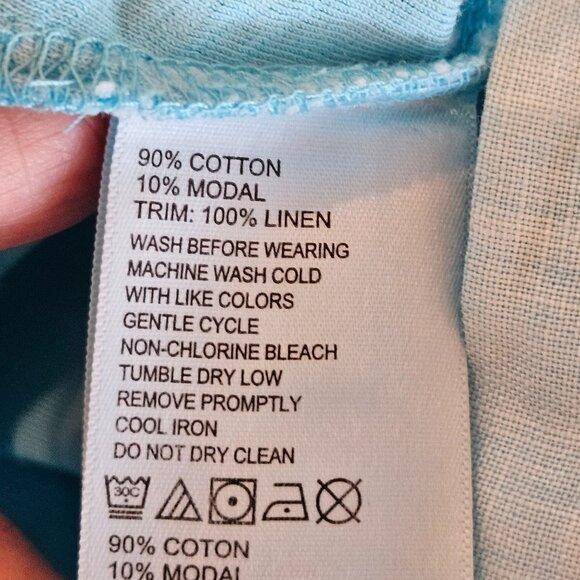 90% COTTON
10% MODAL
TRIM: 100% LINEN
WASH BEFORE WEARING
MACHINE WASH COLD
WITH LIKE COLORS
GENTLE CYCLE
NON-CHLORINE BLEACH
TUMBLE DRY LOW
REMOVE PROMPTLY
COOL IRON
DO NOT DRY CLEAN
30C
90% COTON
10% MODAL